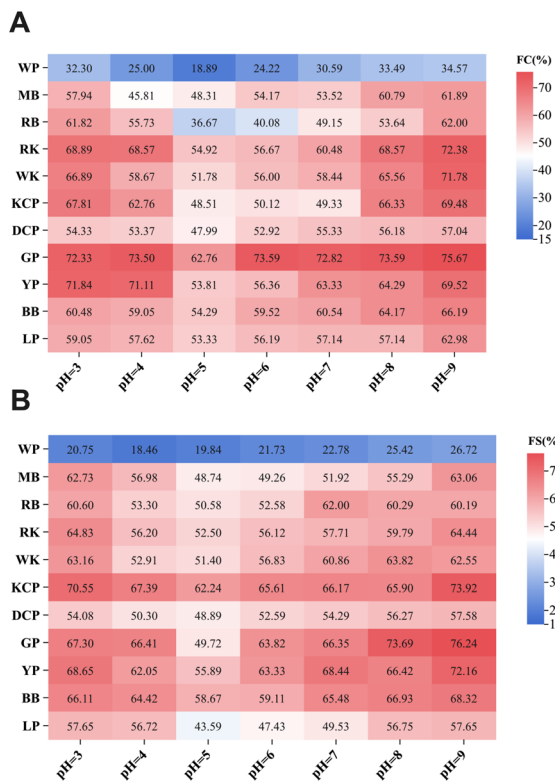 A
FC(%)
WP 32.30 25.00 18.89 24.22 30.59 33.49 34.57
MB 57.94 45.81 48.31 54.17 53.52 60.79 61.89
RB 61.82 55.73 36.67 40.08 49.15 53.64 62.00
RK 68.89 68.57 54.92 56.67 60.48 68.57 72.38
WK 66.89 58.67 51.78 56.00 58.44 65.56 71.78
KCP 67.81 62.76 48.51 50.12 49.33 66.33 69.48
DCP 54.33 53.37 47.99 52.92 55.33 56.18 57.04
GP 72.33 73.50 62.76 73.59 72.82 73.59 75.67
YP 71.84 71.11 53.81 56.36 63.33 64.29 69.52
BB 60.48 59.05 54.29 59.52 60.54 64.17 66.19
LP 59.05 57.62 53.33 56.19 57.14 57.14 62.98
pH=3 pH=4 pH=5 pH=6 pH=7 pH=8 pH=9
70
60
50
40
30
20
15
B
FS(%
WP 20.75 18.46 19.84 21.73 22.78 25.42 26.72
MB 62.73 56.98 48.74 49.26 51.92 55.29 63.06
RB 60.60 53.30 50.58 52.58 62.00 60.29 60.19
RK 64.83 56.20 52.50 56.12 57.71 59.79 64.44
WK 63.16 52.91 51.40 56.83 60.86 63.82 62.55
KCP 70.55 67.39 62.24 65.61 66.17 65.90 73.92
DCP 54.08 50.30 48.89 52.59 54.29 56.27 57.58
GP 67.30 66.41 49.72 63.82 66.35 73.69 76.24
YP 68.65 62.05 55.89 63.33 68.44 66.42 72.16
BB 66.11 64.42 58.67 59.11 65.48 66.93 68.32
LP 57.65 56.72 43.59 47.43 49.53 56.75 57.65
pH=3 pH=4 pH=5 pH=6 pH=7 pH=8 pH=9
7
6
5
4
3
2
1